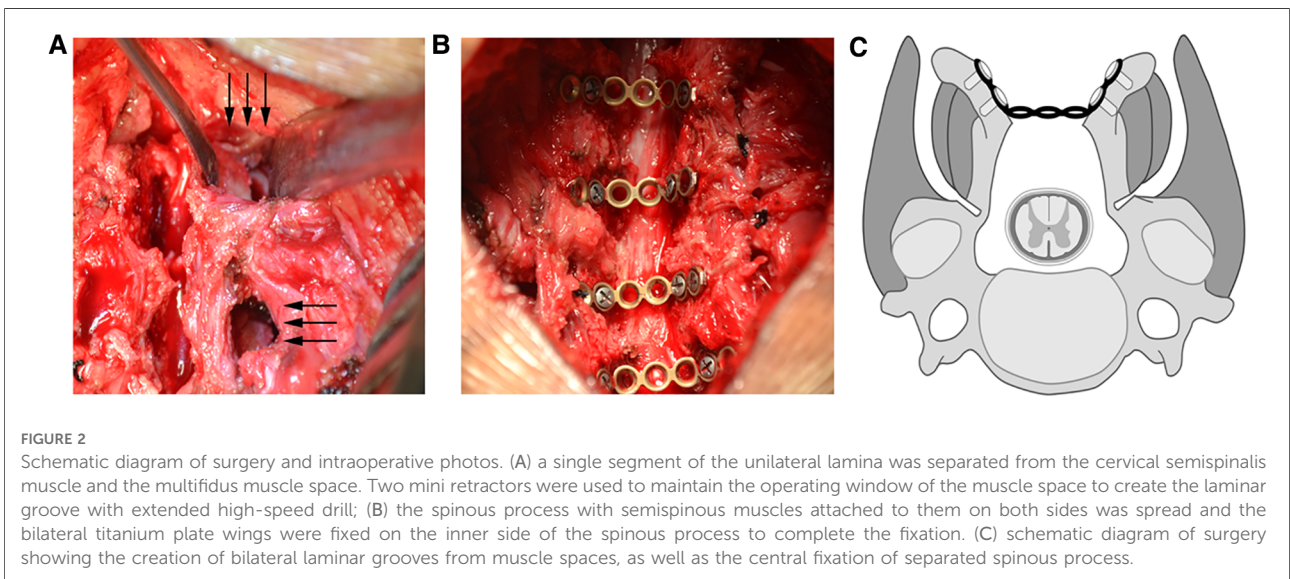 A
B
C
FIGURE 2
Schematic diagram of surgery and intraoperative photos. (A) a single segment of the unilateral lamina was separated from the cervical semispinalis
muscle and the multifidus muscle space. Two mini retractors were used to maintain the operating window of the muscle space to create the laminar
groove with extended high-speed drill; (B) the spinous process with semispinous muscles attached to them on both sides was spread and the
bilateral titanium plate wings were fixed on the inner side of the spinous process to complete the fixation. (C) schematic diagram of surgery
showing the creation of bilateral laminar grooves from muscle spaces, as well as the central fixation of separated spinous process.